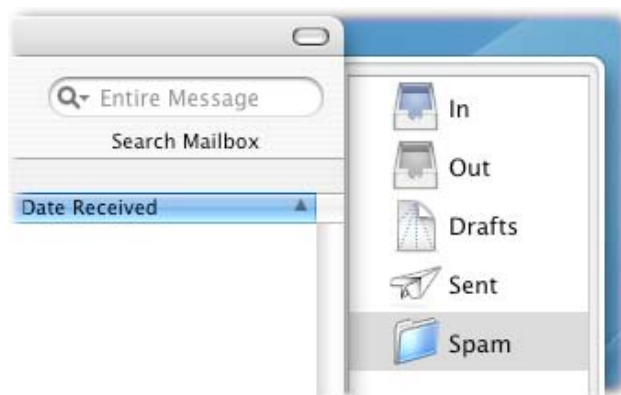 Entire Message
Search Mailbox
Date Received
In
Out
Drafts
Sent
Spam